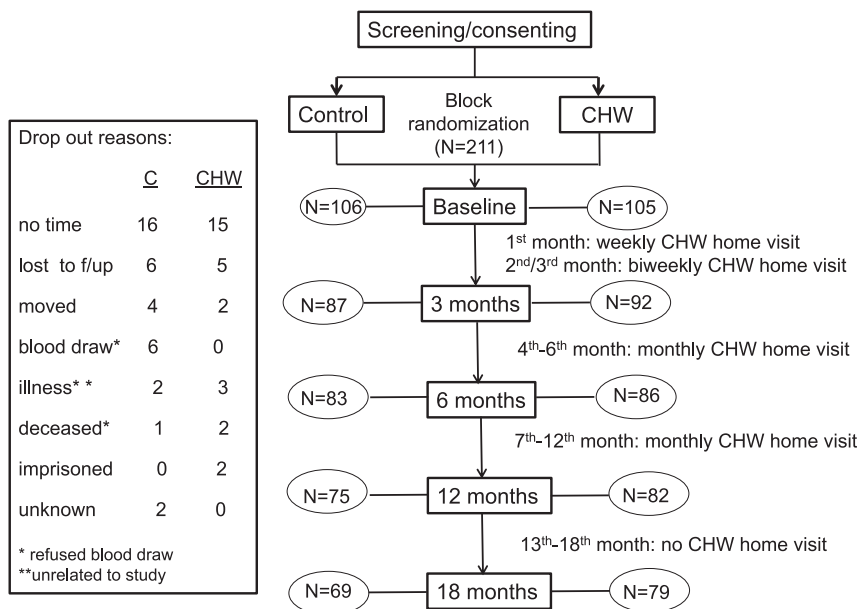 Screening/consenting
Control
Block
randomization
(N=211)
CHW
N=106
Baseline
N=105
1st month: weekly CHW home visit
2nd/3rd month: biweekly CHW home visit
N=87
3 months
N=92
4th-6th month: monthly CHW home visit
N=83
6 months
N=86
7th-12th month: monthly CHW home visit
N=75
12 months
N=82
13th-18th month: no CHW home visit
N=69
18 months
N=79
Drop out reasons:
C CHW
no time 16 15
lost to f/up 6 5
moved 4 2
blood draw* 6 0
illness* * 2 3
deceased* 1 2
imprisoned 0 2
unknown 2 0
* refused blood draw
**unrelated to study